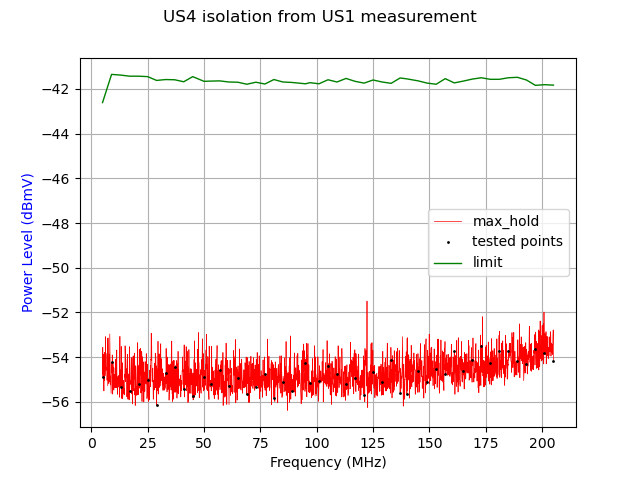 US4 isolation from US1 measurement
Power Level (dBmV)
−42
−44
−46
−48
−50
−52
−54
−56
max_hold
tested points
limit
0 25 50 75 100 125 150 175 200
Frequency (MHz)